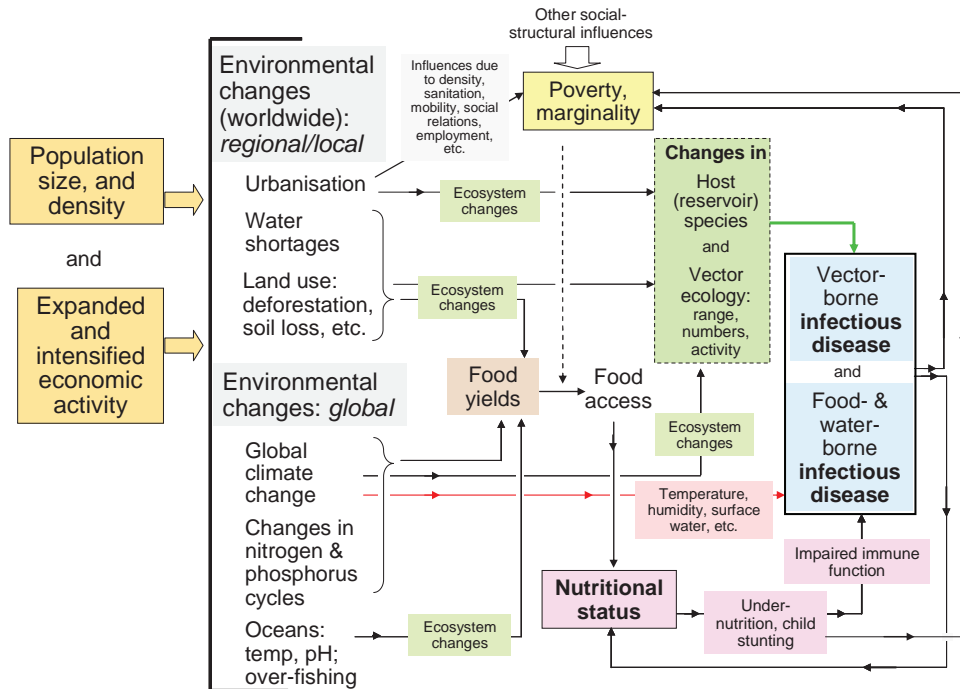 Other social-
structural influences
Environmental
changes
(worldwide):
regional/local
Influences due
to density,
sanitation,
mobility, social
relations,
employment,
etc.
Poverty,
marginality
Population
size, and
density
and
Expanded and
intensified
economic
activity
Urbanisation
Ecosystem
changes
Water
shortages
Land use:
deforestation,
soil loss, etc.
Ecosystem
changes
Changes in
Host
(reservoir)
species
and
Vector
ecology:
range,
numbers,
activity
Vector-
borne
infectious
disease
and
Food- &
water-
borne
infectious
disease
Environmental
changes: global
Food
yields
Food
access
Ecosystem
changes
Global
climate
change
Temperature,
humidity, surface
water, etc.
Changes in
nitrogen &
phosphorus
cycles
Impaired immune
function
Nutritional
status
Under-
nutrition, child
stunting
Oceans:
temp, pH;
over-fishing
Ecosystem
changes